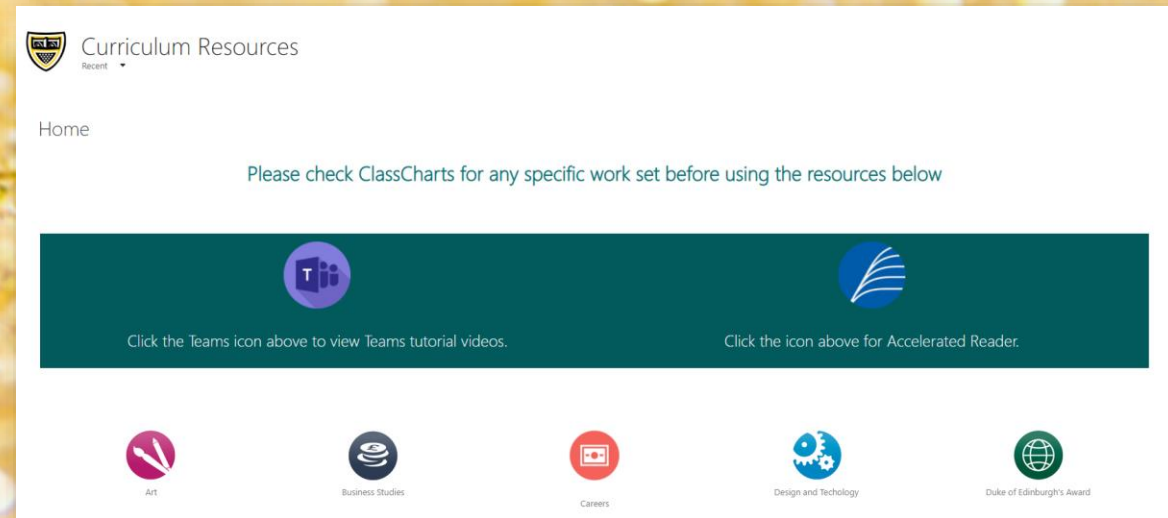 Curriculum Resources
Recent
Home
Please check ClassCharts for any specific work set before using the resources below
T
Click the Teams icon above to view Teams tutorial videos.
Click the icon above for Accelerated Reader.
Art
Business Studies
Careers
Design and Techology
Duke of Edinburgh's Award